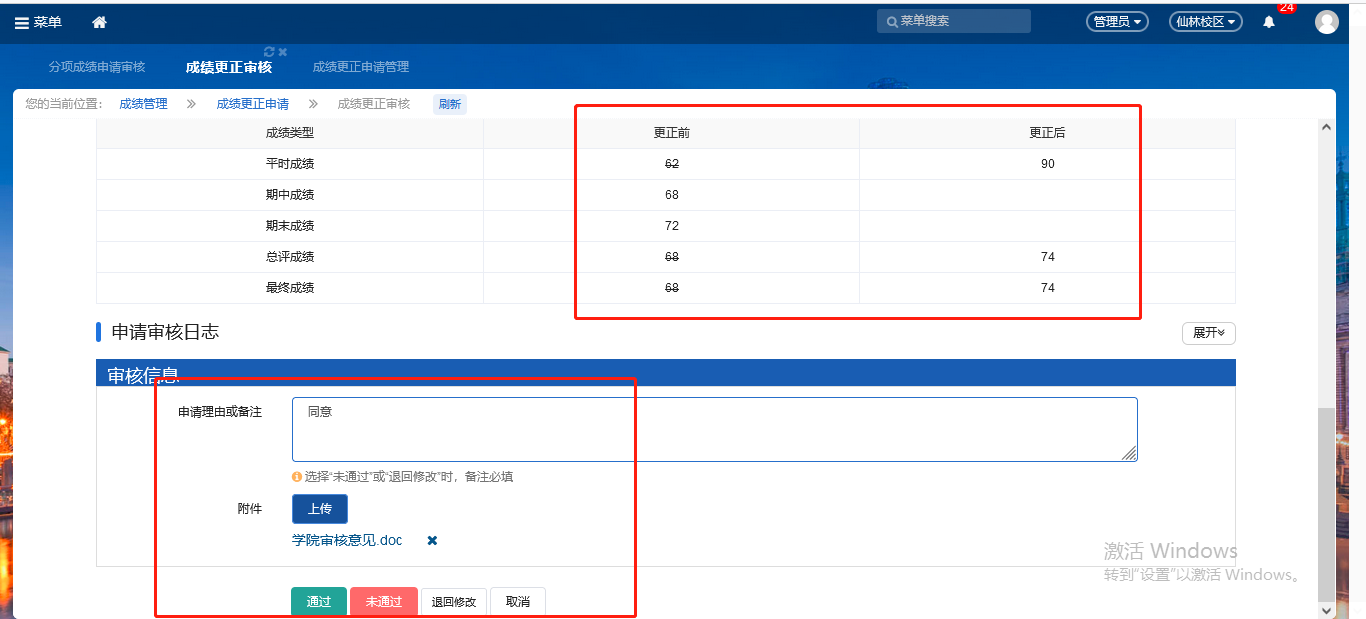 菜单
菜单搜索
管理员
仙林校区
24
分项成绩申请审核
成绩更正审核
成绩更正申请管理
您的当前位置：
成绩管理
成绩更正申请
成绩更正审核
刷新
成绩类型 更正前 更正后
平时成绩 62 90
期中成绩 68
期末成绩 72
总评成绩 68 74
最终成绩 68 74
申请审核日志
展开
审核信息
申请理由或备注
同意
选择“未通过”或“退回修改”时，备注必填
附件
上传
学院审核意见.doc
激活 Windows
转到“设置”以激活 Windows。
通过
未通过
退回修改
取消